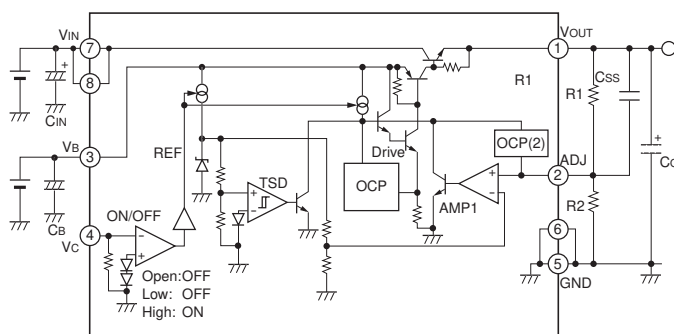 VIN
7
8
+
CIN
VB
3
CB
VC
4
ON/OFF
-
+
Open:OFF
Low: OFF
High: ON
REF
TSD
+
-
OCP
Drive
AMP1
+
-
OCP(2)
R1
VOUT
1
R1
CSS
+
ADJ
2
R2
6
5
GND